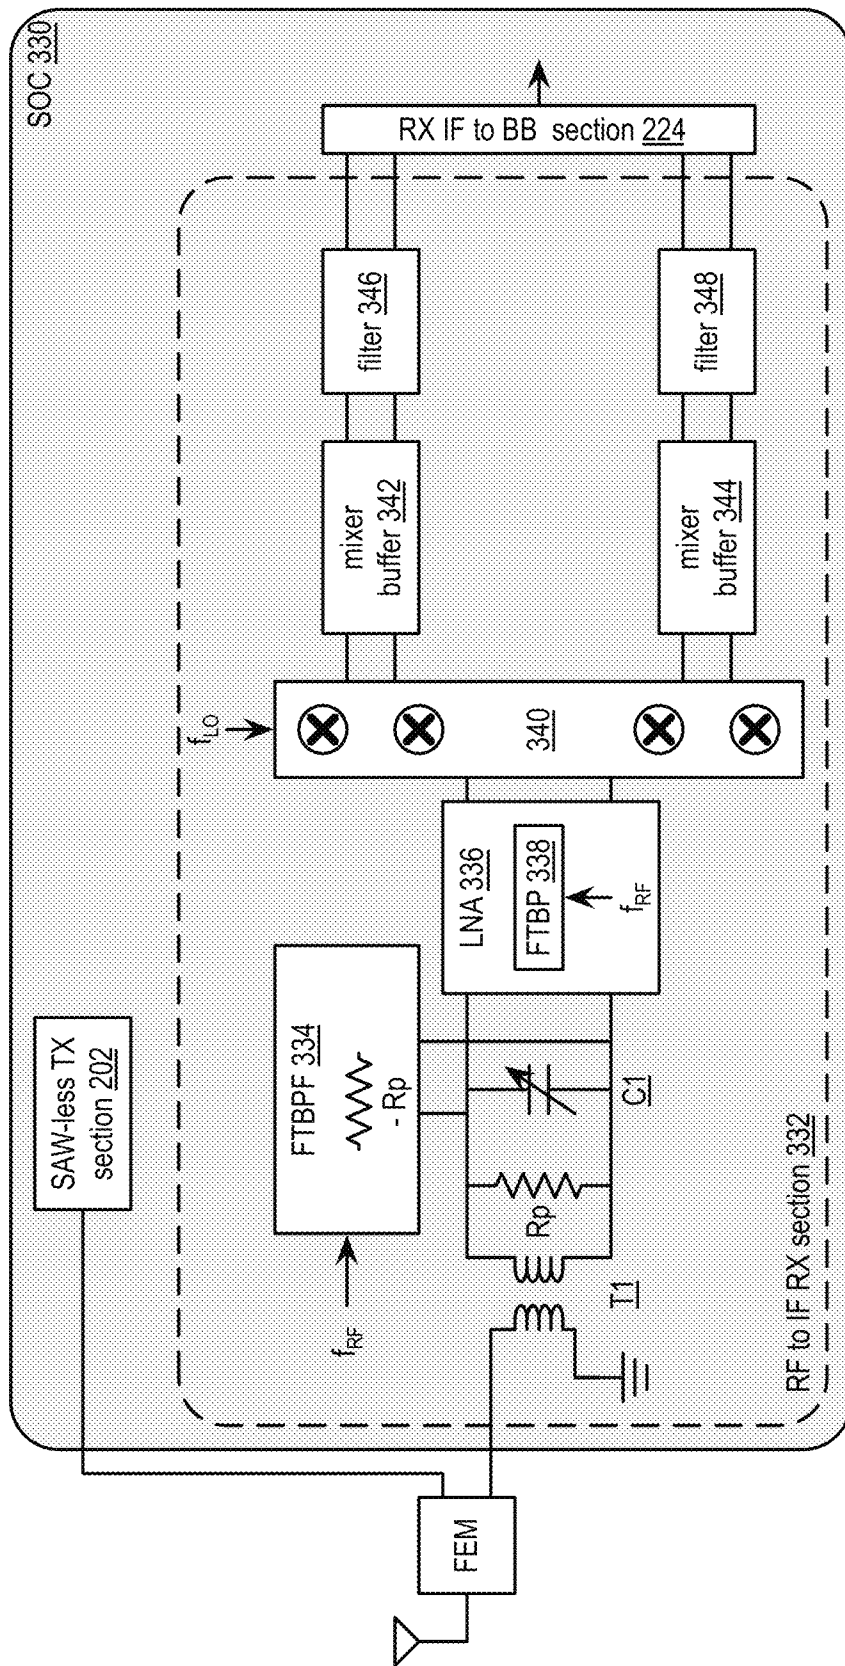 SOC 330
SAW-less TX
section 202
FEM
f_RF
FTBPF 334
- Rp
Rp
C1
T1
LNA 336
FTBP 338
f_RF
f_LO
340
mixer
buffer 342
filter 346
mixer
buffer 344
filter 348
RX IF to BB section 224
RF to IF RX section 332